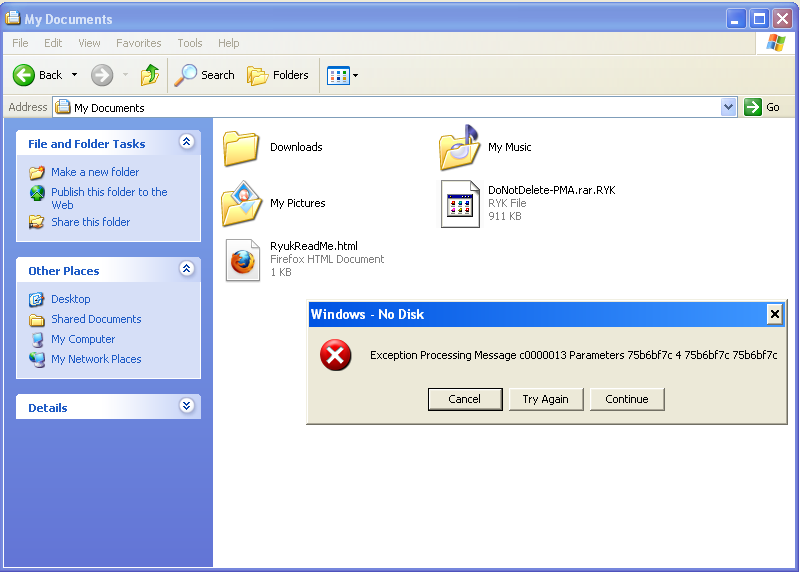 My Documents
File Edit View Favorites Tools Help
Back Search Folders
Address My Documents Go
File and Folder Tasks
Make a new folder
Publish this folder to the
Web
Share this folder
Other Places
Desktop
Shared Documents
My Computer
My Network Places
Details
Downloads
My Music
My Pictures
DoNotDelete-PMA.rar.RYK
RYK File
911 KB
RyukReadMe.html
Firefox HTML Document
1 KB
Windows - No Disk
Exception Processing Message c0000013 Parameters 75b6bf7c 4 75b6bf7c 75b6bf7c
Cancel Try Again Continue